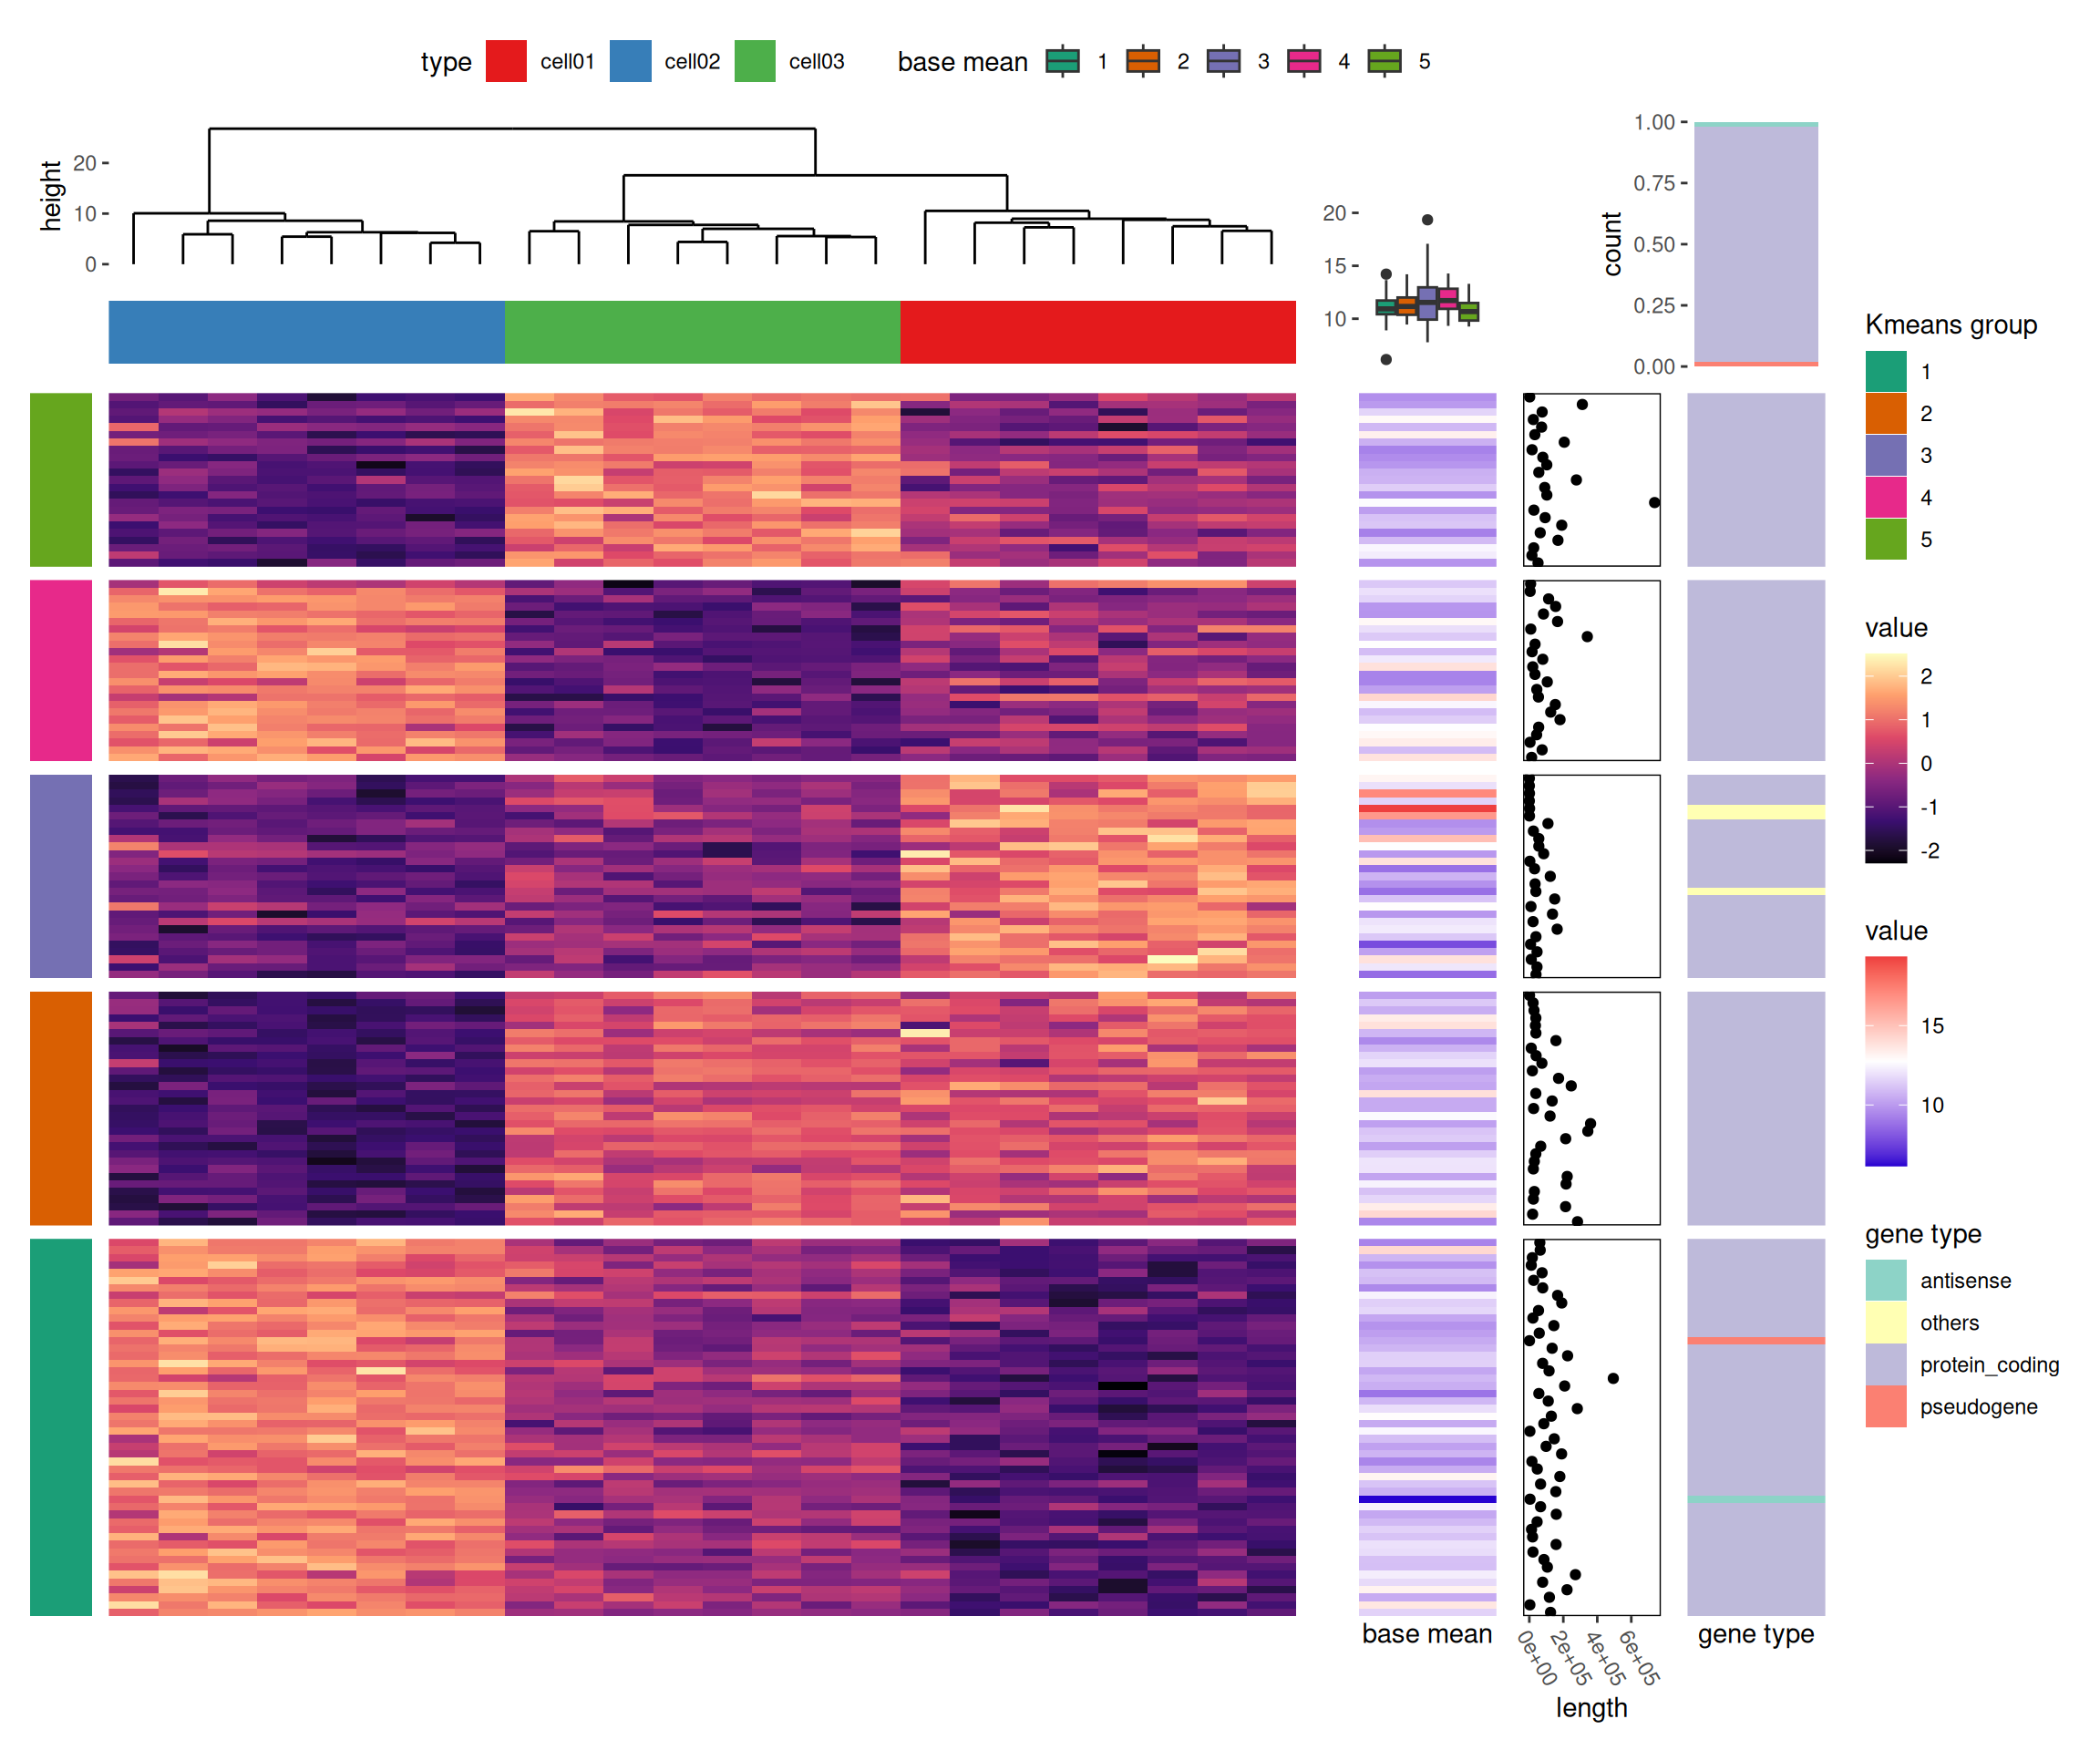 type cell01 cell02 cell03 base mean 1 2 3 4 5
height
20
10
0
20
15
10
count
1.00
0.75
0.50
0.25
0.00
Kmeans group
1
2
3
4
5
value
2
1
0
-1
-2
value
15
10
gene type
antisense
others
protein_coding
pseudogene
base mean
0e+00 2e+05 4e+05 6e+05
length
gene type